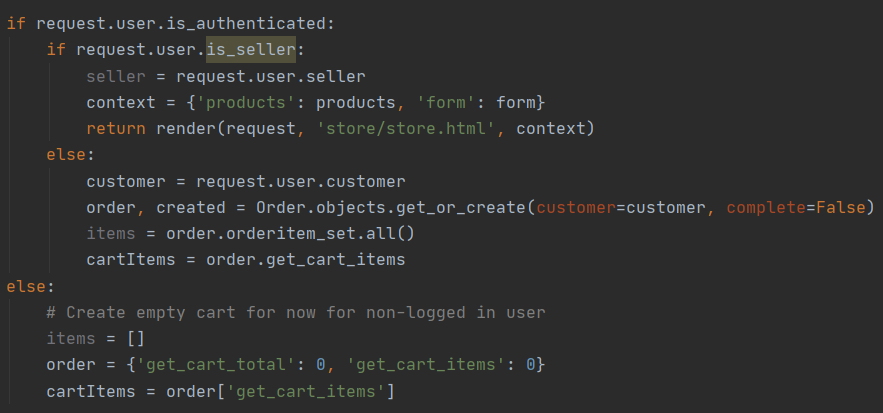 if request.user.is_authenticated:
    if request.user.is_seller:
        seller = request.user.seller
        context = {'products': products, 'form': form}
        return render(request, 'store/store.html', context)
    else:
        customer = request.user.customer
        order, created = Order.objects.get_or_create(customer=customer, complete=False)
        items = order.orderitem_set.all()
        cartItems = order.get_cart_items
else:
    # Create empty cart for now for non-logged in user
    items = []
    order = {'get_cart_total': 0, 'get_cart_items': 0}
    cartItems = order['get_cart_items']